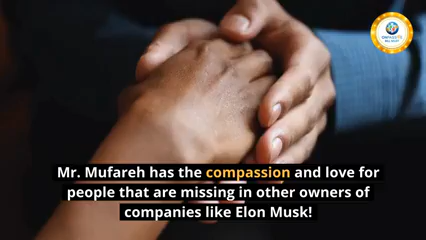 Mr. Mufareh has the compassion and love for
people that are missing in other owners of
companies like Elon Musk!